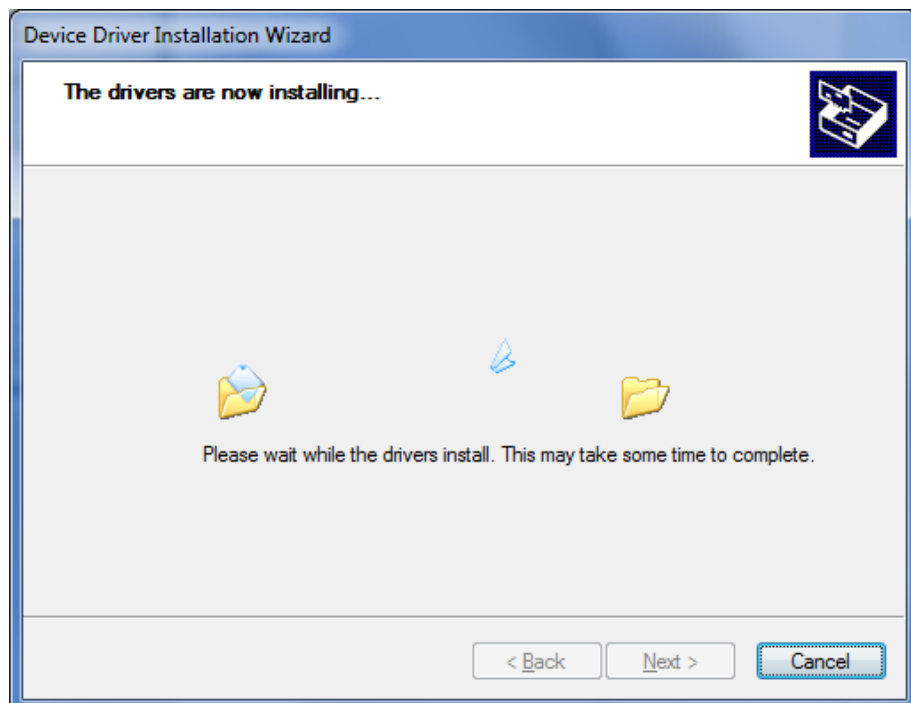 Device Driver Installation Wizard
The drivers are now installing...
Please wait while the drivers install. This may take some time to complete.
< Back
Next >
Cancel